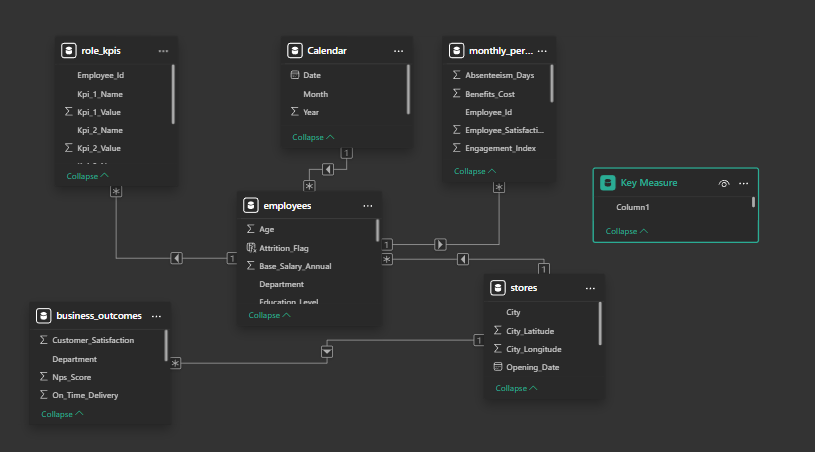 role_kpis
Employee_Id
Kpi_1_Name
Kpi_1_Value
Kpi_2_Name
Kpi_2_Value
Collapse
Calendar
Date
Month
Year
Collapse
monthly_per...
Absenteeism_Days
Benefits_Cost
Employee_Id
Employee_Satisfacti...
Engagement_Index
Collapse
Key Measure
Column1
Collapse
1
*
*
*
employees
Age
Attrition_Flag
Base_Salary_Annual
Department
Education_Level
Collapse
1
1
*
1
stores
City
City_Latitude
City_Longitude
Opening_Date
Collapse
business_outcomes
Customer_Satisfaction
Department
Nps_Score
On_Time_Delivery
Collapse
*
1